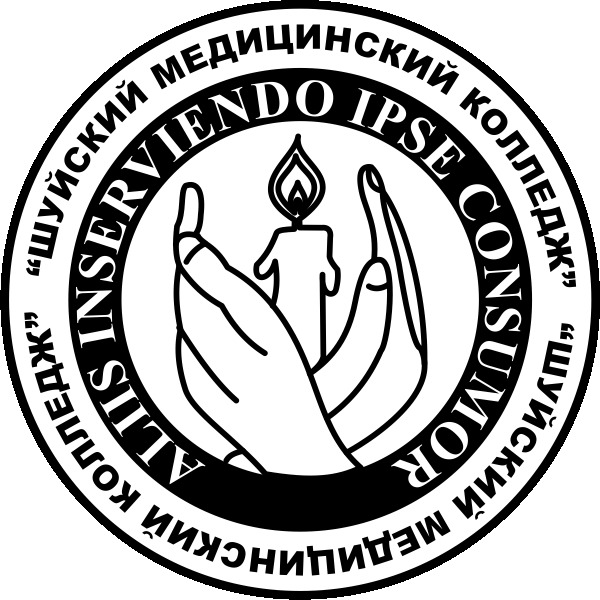 “ШУЙСКИЙ МЕДИЦИНСКИЙ КОЛЛЕДЖ”
“ШУЙСКИЙ МЕДИЦИНСКИЙ КОЛЛЕДЖ”
ALIIS INSERVIENDO IPSE CONSUMOR